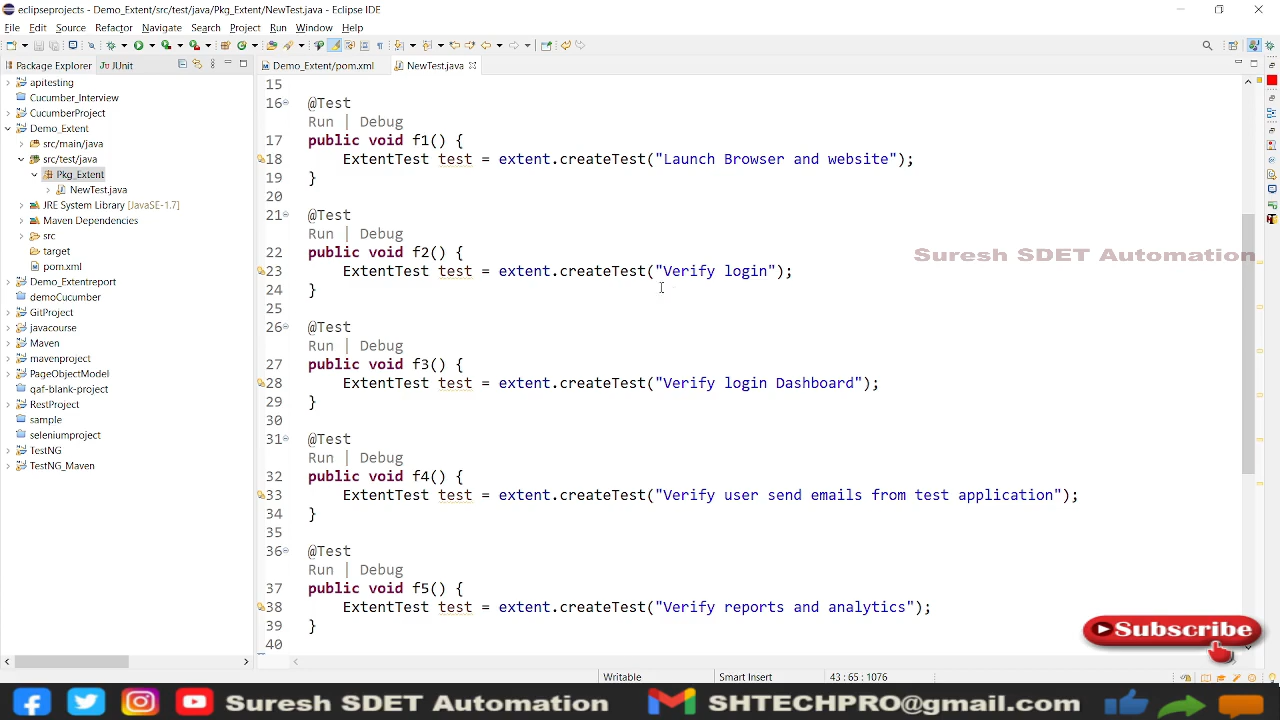 eclipseprojects - Demo_Extent/src/test/java/Pkg_Extent/NewTest.java - Eclipse IDE
File Edit Source Refactor Navigate Search Project Run Window Help
Package Explorer JUnit
Demo_Extent/pom.xml NewTest.java
apitesting
Cucumber_Interview
CucumberProject
Demo_Extent
src/main/java
src/test/java
Pkg_Extent
NewTest.java
JRE System Library [JavaSE-1.7]
Maven Dependencies
src
target
pom.xml
Demo_Extentreport
demoCucumber
GitProject
javacourse
Maven
mavenproject
PageObjectModel
qaf-blank-project
RestProject
sample
seleniumproject
TestNG
TestNG_Maven
15
16 @Test
Run | Debug
17 public void f1() {
18 ExtentTest test = extent.createTest("Launch Browser and website");
19 }
20
21 @Test
Run | Debug
22 public void f2() {
23 ExtentTest test = extent.createTest("Verify login");
24 }
25
26 @Test
Run | Debug
27 public void f3() {
28 ExtentTest test = extent.createTest("Verify login Dashboard");
29 }
30
31 @Test
Run | Debug
32 public void f4() {
33 ExtentTest test = extent.createTest("Verify user send emails from test application");
34 }
35
36 @Test
Run | Debug
37 public void f5() {
38 ExtentTest test = extent.createTest("Verify reports and analytics");
39 }
40
Suresh SDET Automation
Subscribe
Writable Smart Insert 43 : 65 : 1076
Suresh SDET Automation SHTECHPRO@gmail.com